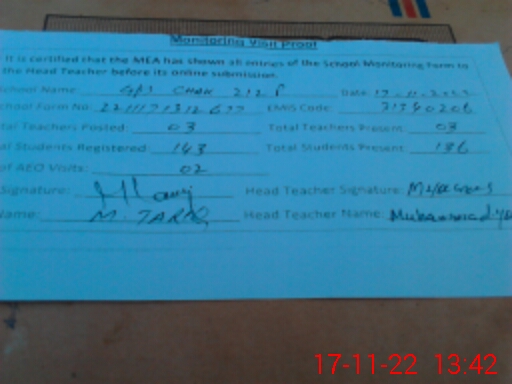 Monitoring Visit Proof
It is certified that the MEA has shown all entries of the School Monitoring Form to
the Head Teacher before its online submission.
School Name: GPS CHAK 212 P Date: 17-11-2022
School Form No: EMIS Code: 31340206
Total Teachers Posted: 03 Total Teachers Present: 03
al Students Registered: 143 Total Students Present: 136
of AEO Visits: 02
Signature: Head Teacher Signature:
Name: M. TARIQ Head Teacher Name: Muhammad
17-11-22 13:42